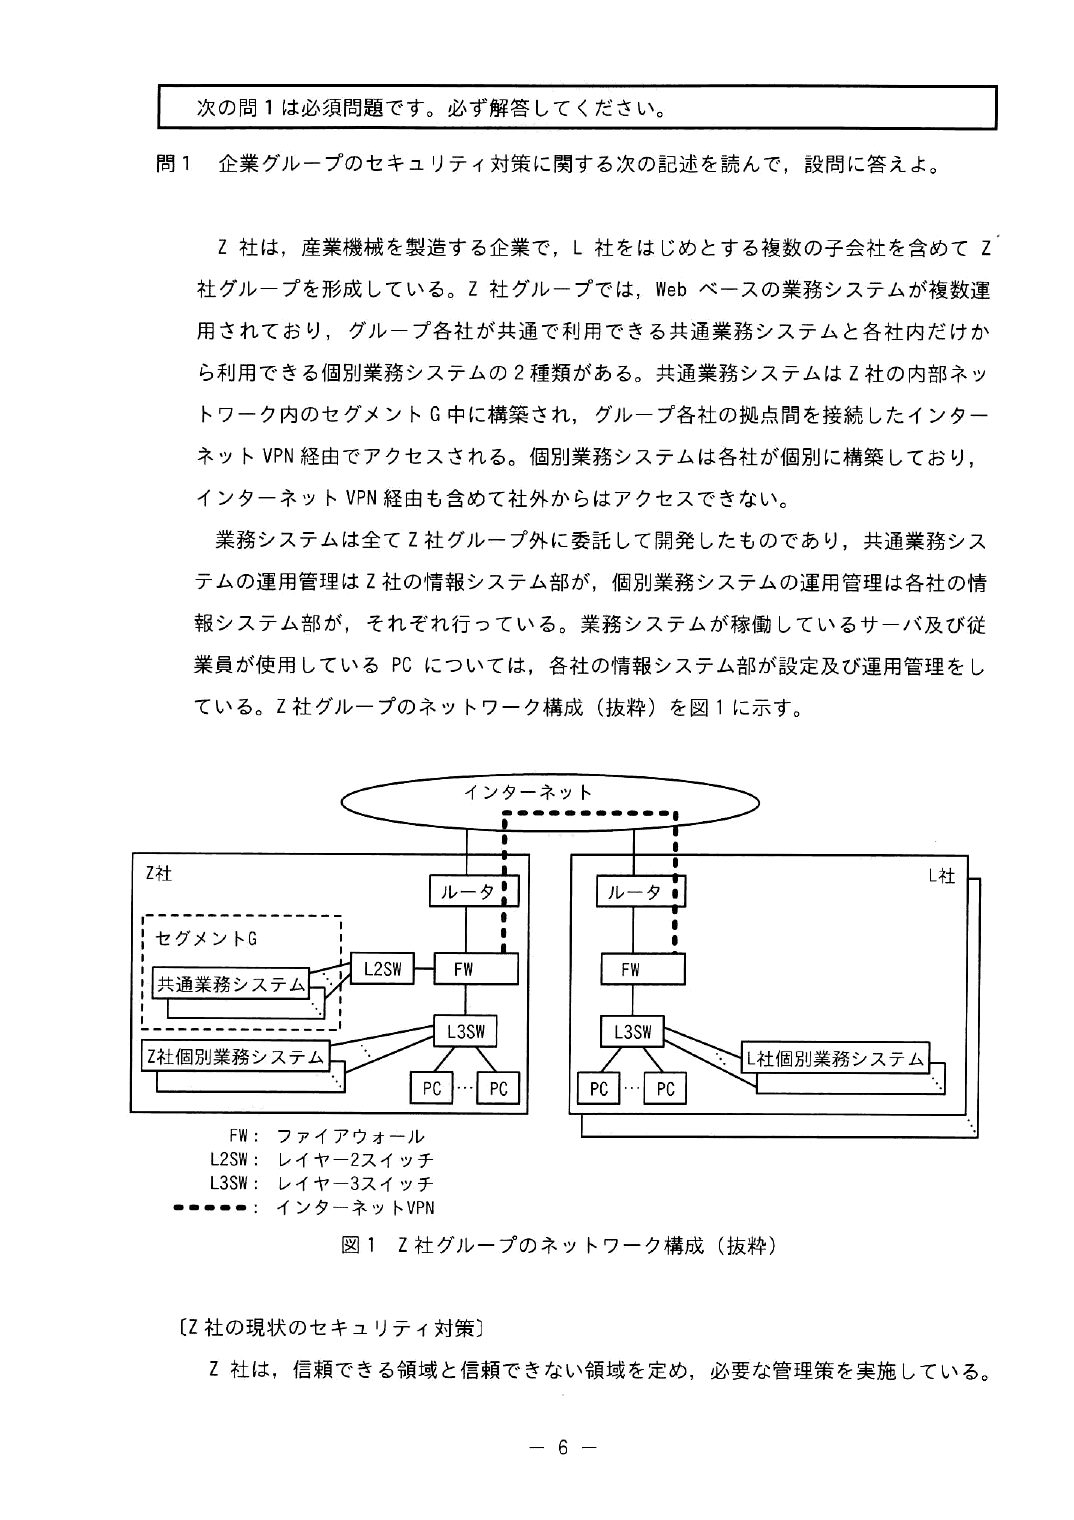 次の問1は必須問題です。必ず解答してください。
問1　企業グループのセキュリティ対策に関する次の記述を読んで，設問に答えよ。
Z 社は，産業機械を製造する企業で，L 社をはじめとする複数の子会社を含めて Z
社グループを形成している。Z 社グループでは，Web ベースの業務システムが複数運
用されており，グループ各社が共通で利用できる共通業務システムと各社内だけか
ら利用できる個別業務システムの2種類がある。共通業務システムはZ社の内部ネッ
トワーク内のセグメントG中に構築され，グループ各社の拠点間を接続したインター
ネットVPN経由でアクセスされる。個別業務システムは各社が個別に構築しており，
インターネットVPN経由も含めて社外からはアクセスできない。
業務システムは全てZ社グループ外に委託して開発したものであり，共通業務シス
テムの運用管理はZ社の情報システム部が，個別業務システムの運用管理は各社の情
報システム部が，それぞれ行っている。業務システムが稼働しているサーバ及び従
業員が使用している PC については，各社の情報システム部が設定及び運用管理をし
ている。Z社グループのネットワーク構成（抜粋）を図1に示す。
インターネット
Z社
L社
ルータ
ルータ
セグメントG
共通業務システム
L2SW
FW
FW
L3SW
L3SW
Z社個別業務システム
L社個別業務システム
PC
…
PC
PC
…
PC
FW： ファイアウォール
L2SW： レイヤー2スイッチ
L3SW： レイヤー3スイッチ
： インターネットVPN
図1　Z社グループのネットワーク構成（抜粋）
〔Z社の現状のセキュリティ対策〕
Z 社は，信頼できる領域と信頼できない領域を定め，必要な管理策を実施している。
－ 6 －